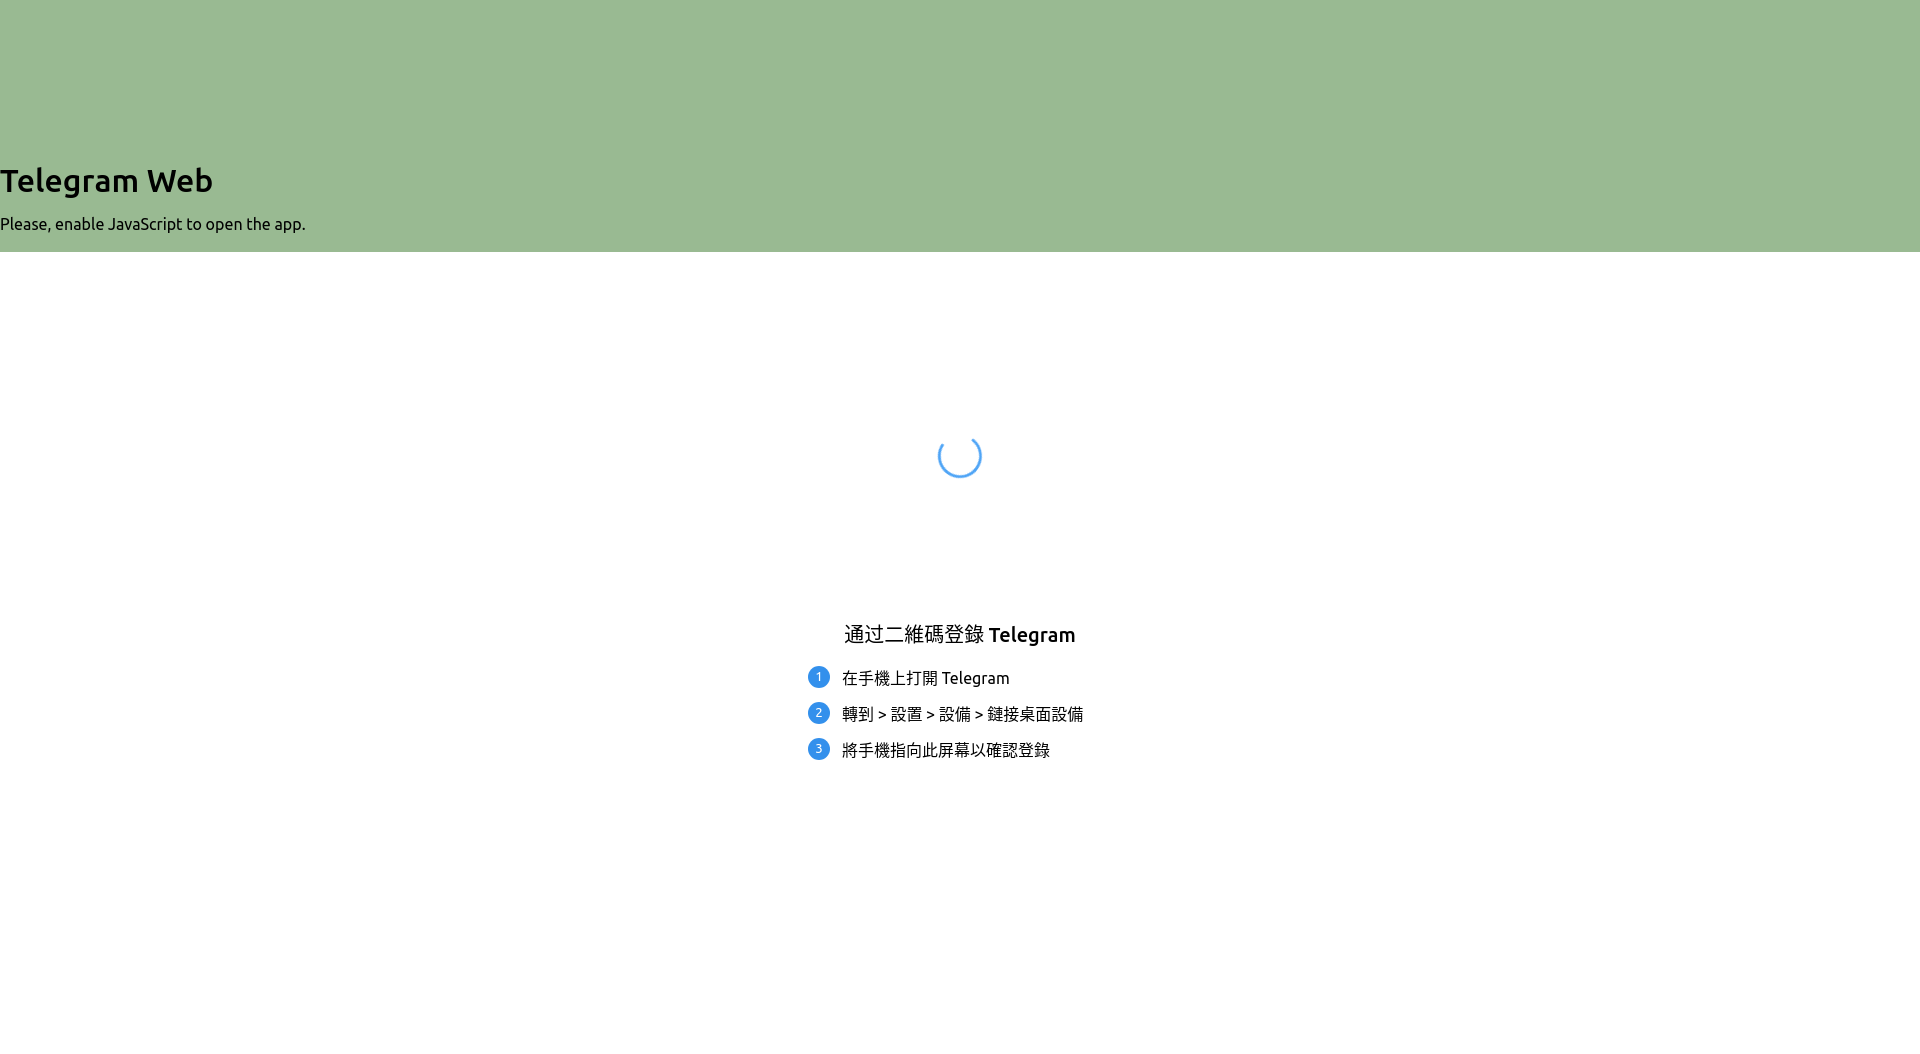 Telegram Web
Please, enable JavaScript to open the app.
通过二維碼登錄 Telegram
1 在手機上打開 Telegram
2 轉到 > 設置 > 設備 > 鏈接桌面設備
3 將手機指向此屏幕以確認登錄